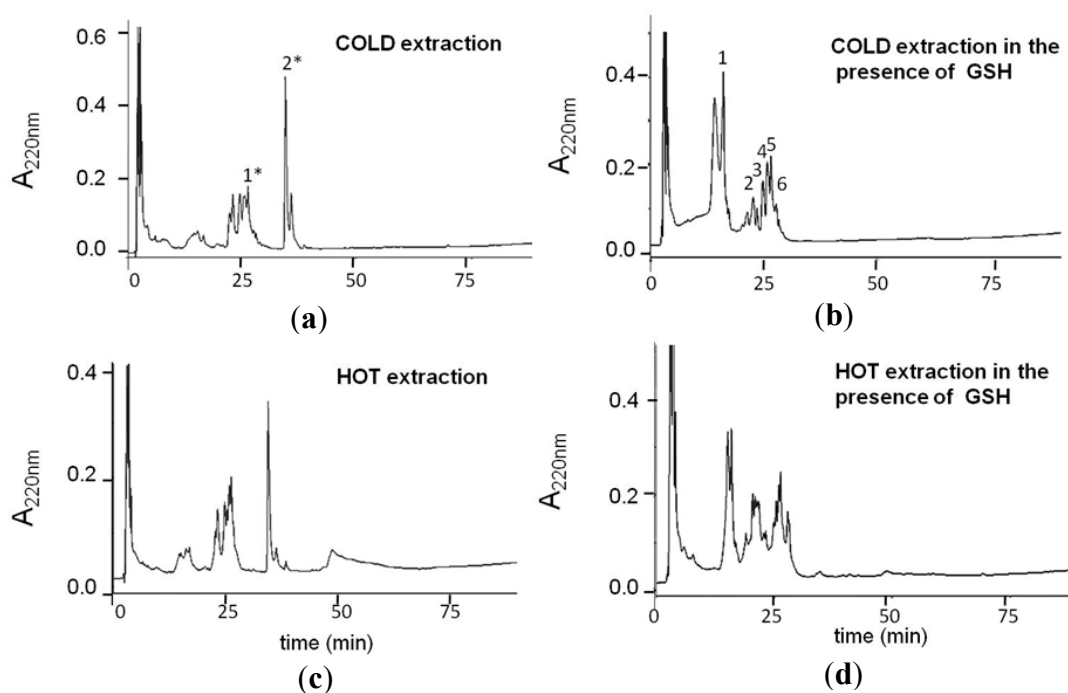 COLD extraction
A220nm
0.6
0.4
0.2
0.0
1*
2*
0
25
50
75
(a)
COLD extraction in the
presence of GSH
A220nm
0.4
0.2
0.0
1
2
3
4
5
6
0
25
50
75
(b)
HOT extraction
A220nm
0.4
0.2
0.0
0
25
50
75
time (min)
(c)
HOT extraction in the
presence of GSH
A220nm
0.4
0.2
0.0
0
25
50
75
time (min)
(d)